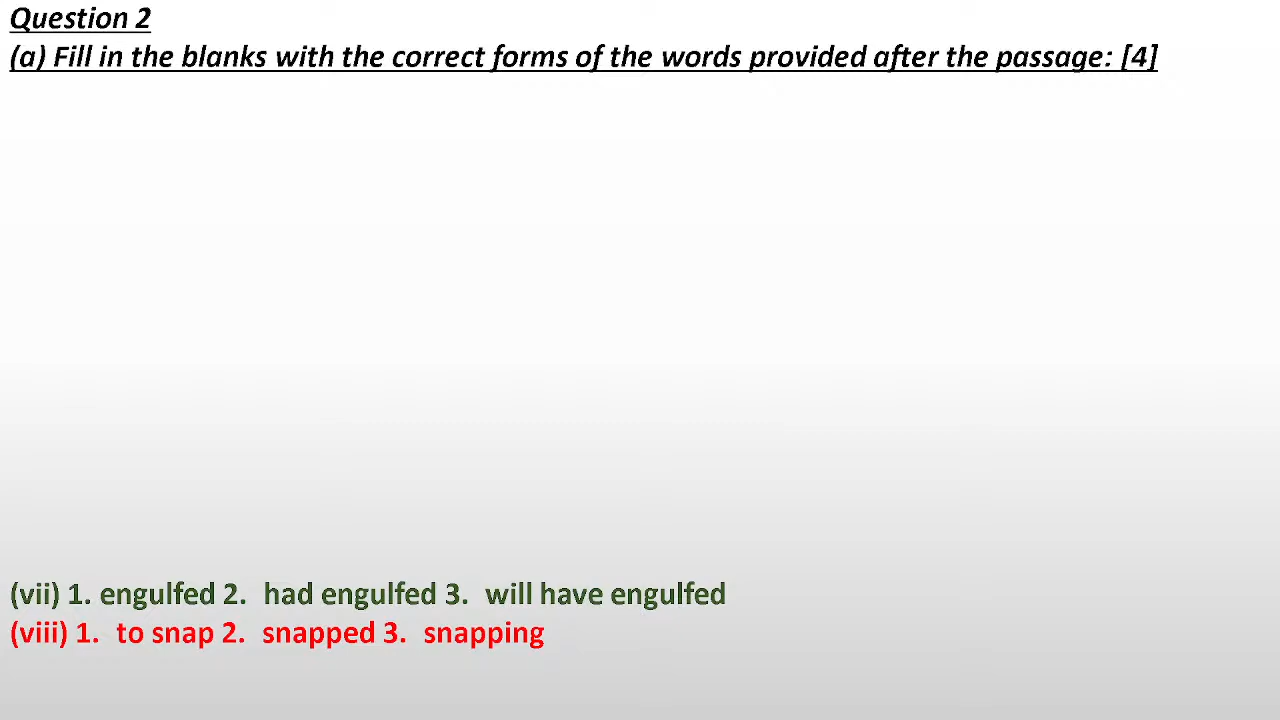 Question 2
(a) Fill in the blanks with the correct forms of the words provided after the passage: [4]
(vii) 1. engulfed 2. had engulfed 3. will have engulfed
(viii) 1. to snap 2. snapped 3. snapping